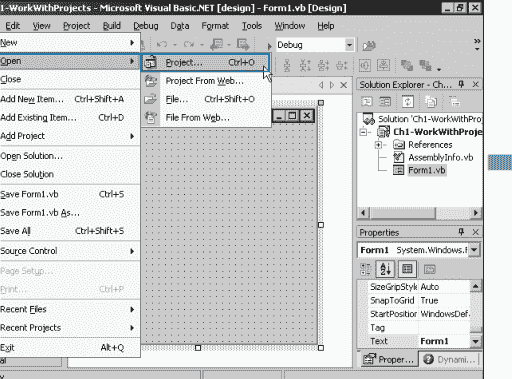 1-WorkWithProjects - Microsoft Visual Basic.NET [design] - Form1.vb [Design]
Edit View Project Build Debug Data Format Tools Window Help
New
Debug
Open
Project... Ctrl+O
Close
Project From Web...
File... Ctrl+Shift+O
File From Web...
Add New Item... Ctrl+Shift+A
Add Existing Item... Ctrl+D
Add Project
Open Solution...
Close Solution
Save Form1.vb Ctrl+S
Save Form1.vb As...
Save All Ctrl+Shift+S
Source Control
Page Setup...
Print... Ctrl+P
Recent Files
Recent Projects
Exit Alt+Q
al
Solution Explorer - Ch...
Solution 'Ch1-WorkWithP
Ch1-WorkWithProje
References
AssemblyInfo.vb
Form1.vb
Properties
Form1 System.Windows.F
SizeGripStyle Auto
SnapToGrid True
StartPosition WindowsDefa
Tag
Text Form1
Proper... Dynami...